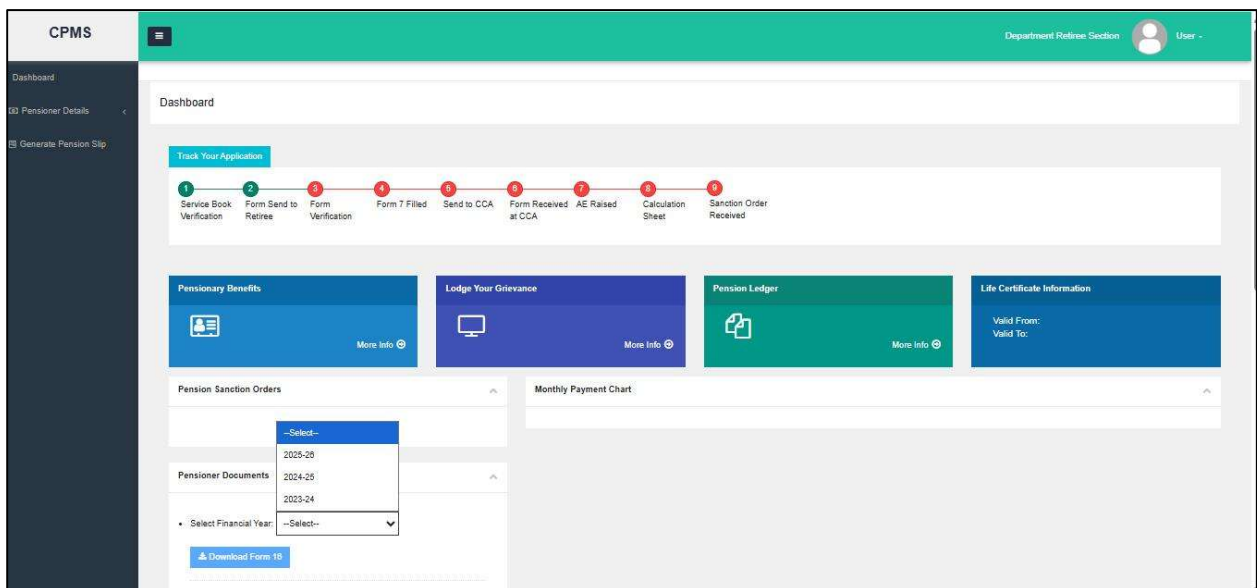 CPMS
Department Retiree Section
User -
Dashboard
Pensioner Details
Generate Pension Slip
Dashboard
Track Your Application
1 2 3 4 5 6 7 8 9
Service Book Verification
Form Send to Retiree
Form Verification
Form 7 Filled
Send to CCA
Form Received at CCA
AE Raised
Calculation Sheet
Sanction Order Received
Pensionary Benefits
More Info
Lodge Your Grievance
More Info
Pension Ledger
More Info
Life Certificate Information
Valid From:
Valid To:
Pension Sanction Orders
Monthly Payment Chart
--Select--
2025-26
2024-25
2023-24
Pensioner Documents
Select Financial Year: --Select--
Download Form 16